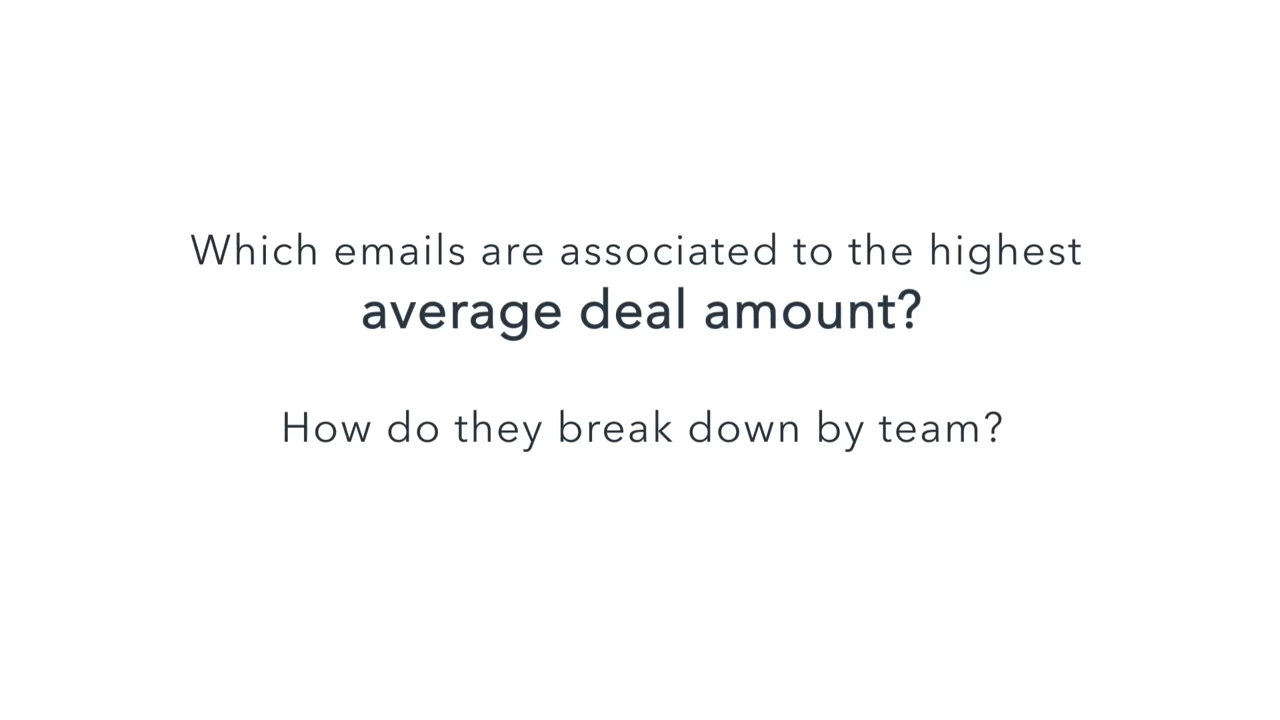 Which emails are associated to the highest
average deal amount?
How do they break down by team?